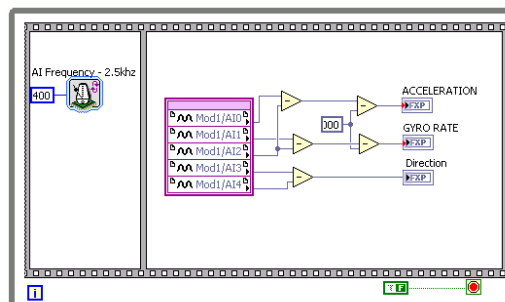 AI Frequency - 2.5khz
400
Mod1/AI0
Mod1/AI1
Mod1/AI2
Mod1/AI3
Mod1/AI4
000
ACCELERATION
FXP
GYRO RATE
FXP
Direction
FXP
i
F